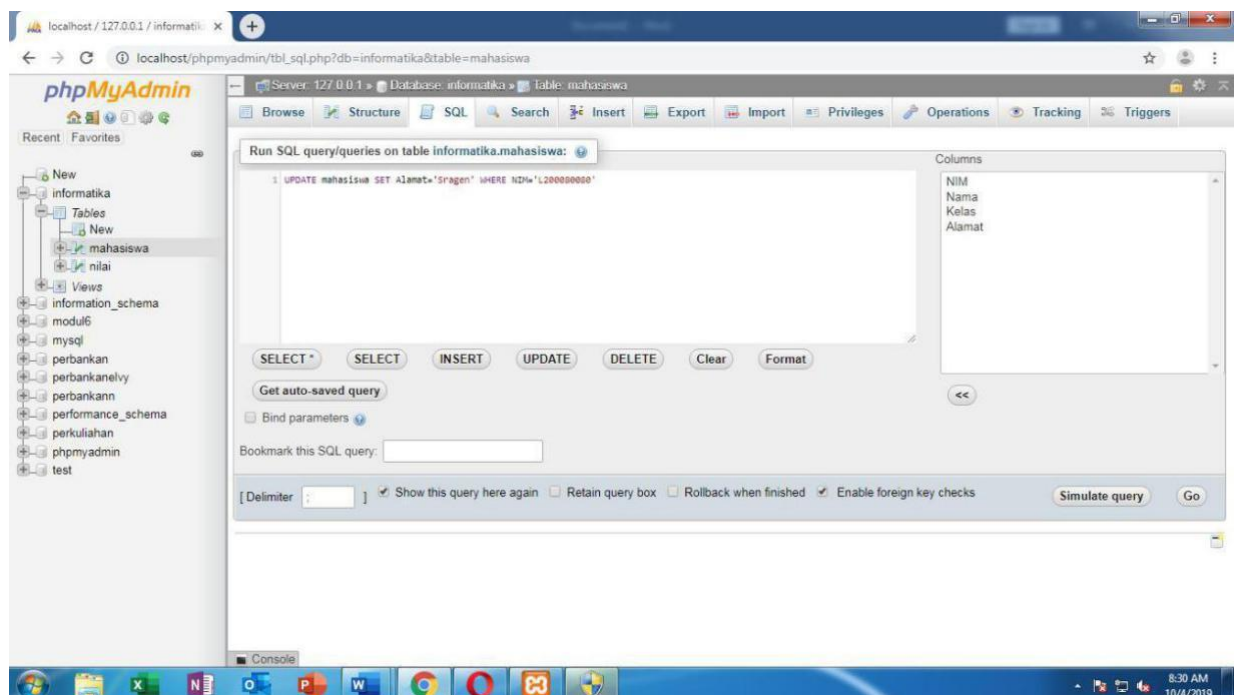 localhost / 127.0.0.1 / informatik
localhost/phpmyadmin/tbl_sql.php?db=informatika&table=mahasiswa
phpMyAdmin
Recent Favorites
New
informatika
Tables
New
mahasiswa
nilai
Views
information_schema
modul6
mysql
perbankan
perbankanelvy
perbankann
performance_schema
perkuliahan
phpmyadmin
test
Server: 127.0.0.1 » Database: informatika » Table: mahasiswa
Browse Structure SQL Search Insert Export Import Privileges Operations Tracking Triggers
Run SQL query/queries on table informatika.mahasiswa:
1 UPDATE mahasiswa SET Alamat='Sragen' WHERE NIM='L200080080'
Columns
NIM
Nama
Kelas
Alamat
SELECT * SELECT INSERT UPDATE DELETE Clear Format
Get auto-saved query
<<
Bind parameters
Bookmark this SQL query:
[ Delimiter ; ] Show this query here again Retain query box Rollback when finished Enable foreign key checks Simulate query Go
Console
8:30 AM
10/4/2019